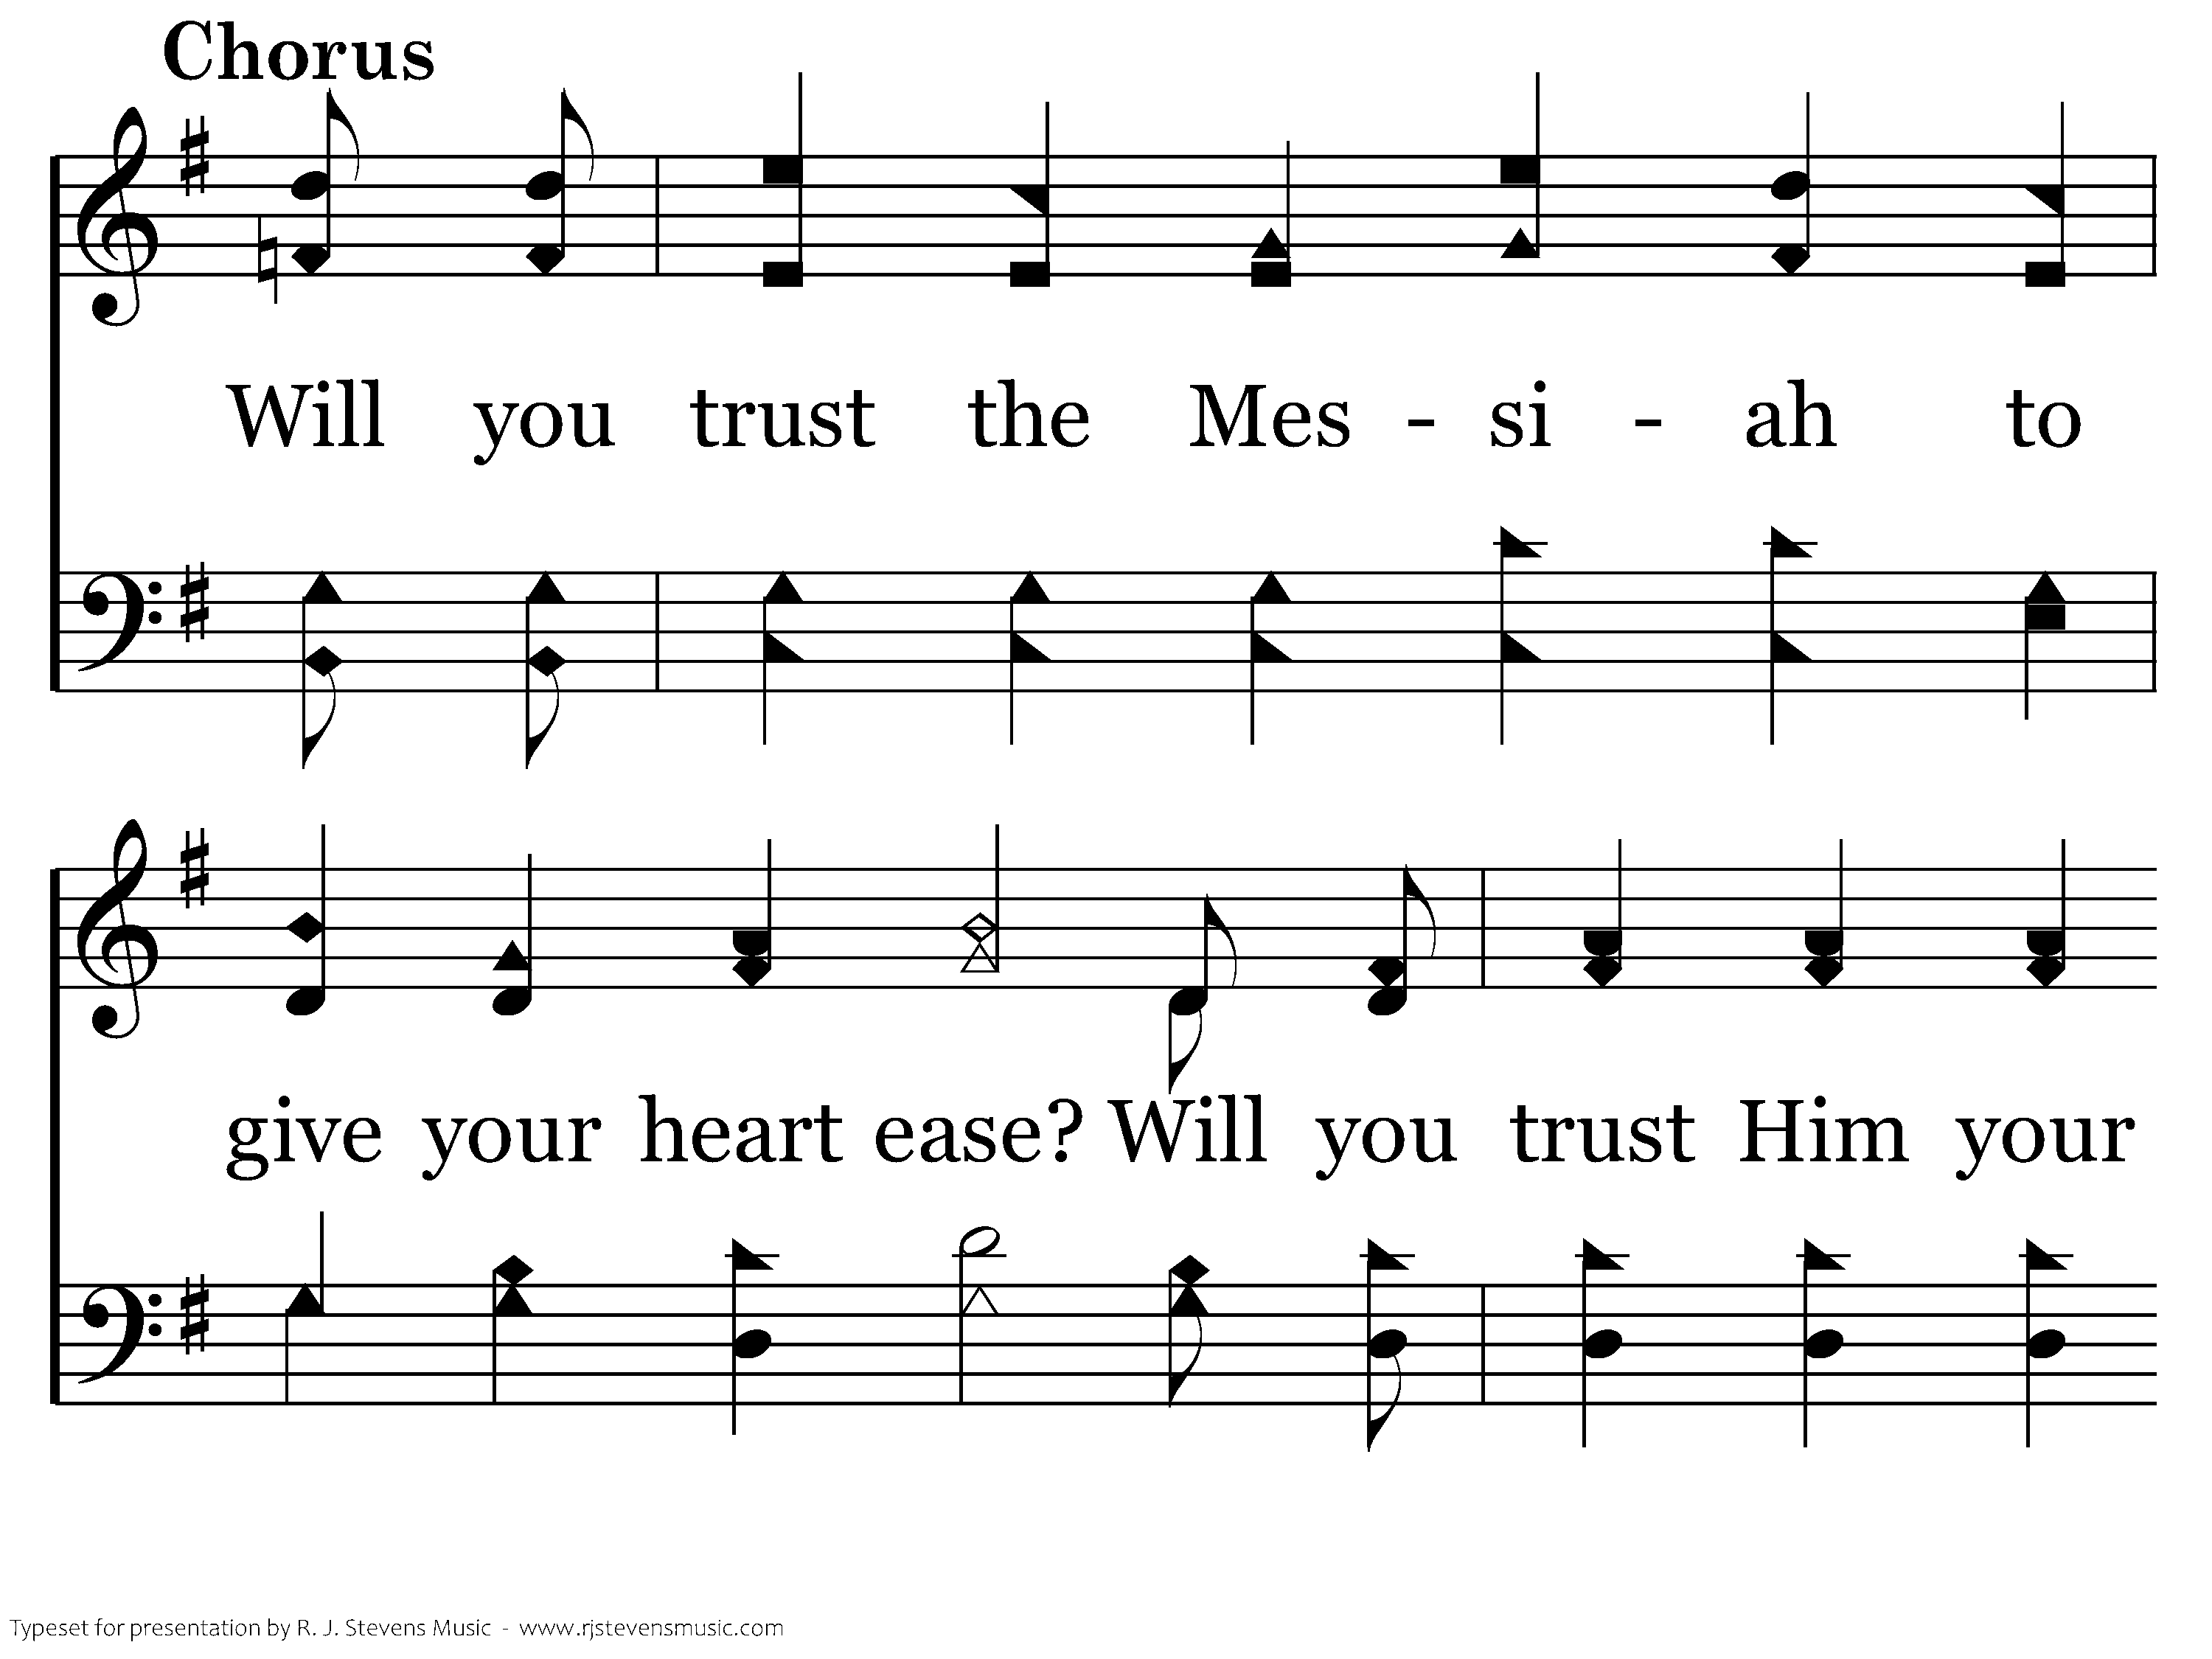 Chorus
Will you trust the Mes - si - ah to
give your heart ease? Will you trust Him your
Typeset for presentation by R. J. Stevens Music - www.rjstevensmusic.com